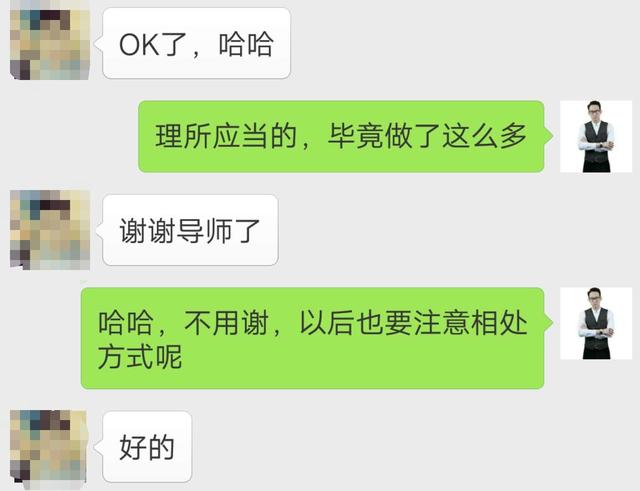 OK了，哈哈
理所应当的，毕竟做了这么多
谢谢导师了
哈哈，不用谢，以后也要注意相处
方式呢
好的